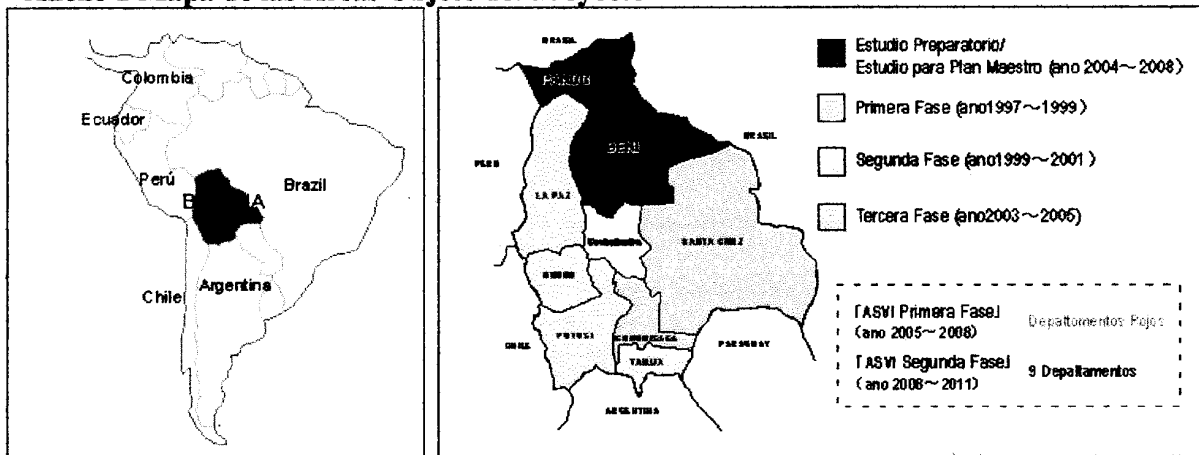 Colombia
Ecuador
Perú
Brazil
Chile
Argentina
BRASIL
PANDO
BENI
BRASIL
PERU
LA PAZ
Cochabamba
SANTA CRUZ
ORURO
POTOSI
CHUQUISACA
TARIJA
CHILE
PARAGUAY
ARGENTINA
Estudio Preparatorio/
Estudio para Plan Maestro (ano 2004~2008)
Primera Fase (ano1997~1999)
Segunda Fase (ano1999~2001)
Tercera Fase (ano2003~2005)
「ASVI Primera Fase」
(ano 2005~2008)
Depaltomentos Rojos
「ASVI Segunda Fase」
(ano 2008~2011)
9 Depaltamentos